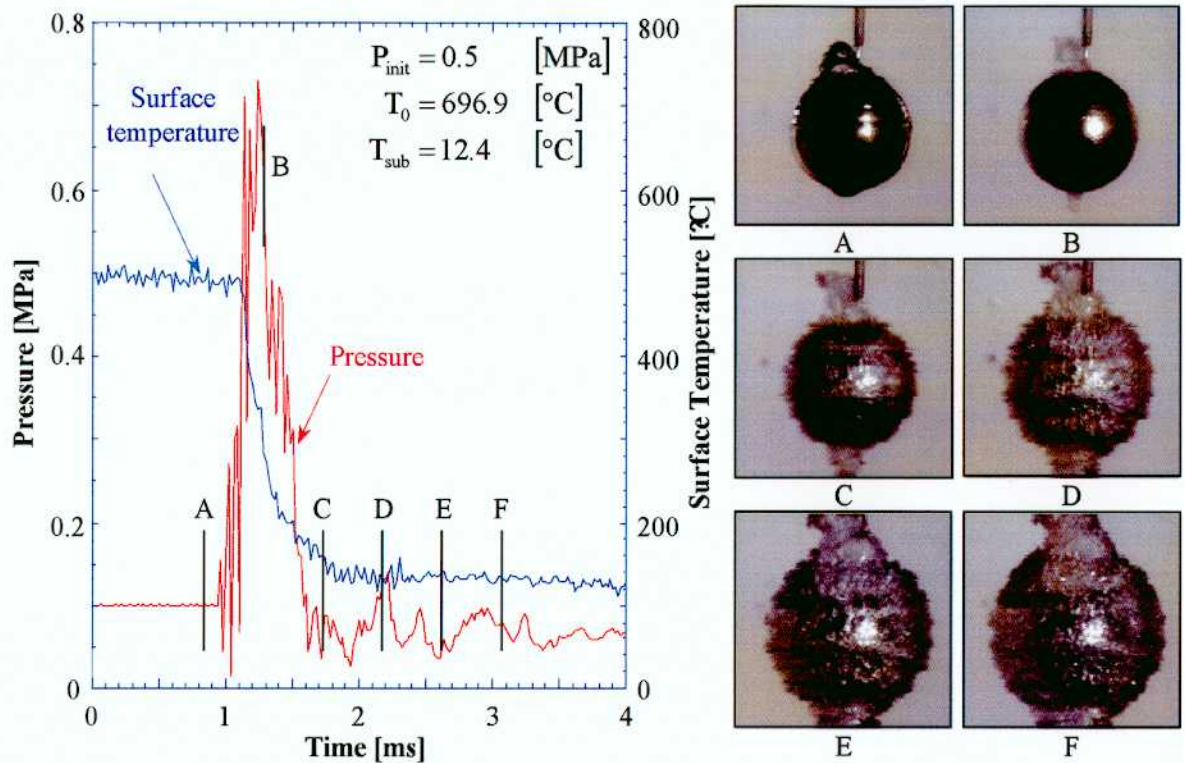 0.8
0.6
0.4
0.2
0
Pressure [MPa]
800
600
400
200
0
Surface Temperature [?C]
P_init = 0.5 [MPa]
T_0 = 696.9 [°C]
T_sub = 12.4 [°C]
Surface
temperature
B
Pressure
A
C
D
E
F
0
1
2
3
4
Time [ms]
A
B
C
D
E
F